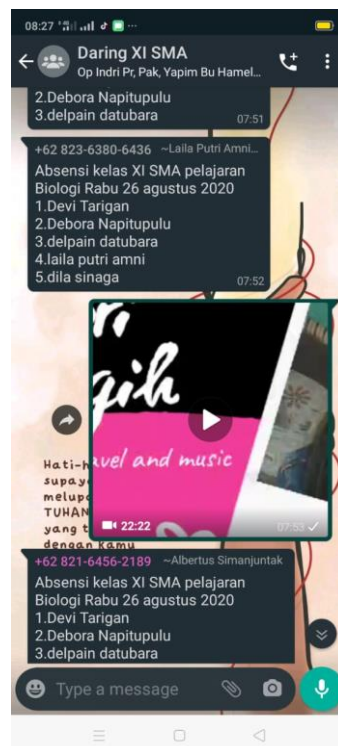 08:27
Daring XI SMA
Op Indri Pr, Pak, Yapim Bu Hamel...
2.Debora Napitupulu
3.delpain datubara
07:51
+62 823-6380-6436 ~Laila Putri Amni...
Absensi kelas XI SMA pelajaran
Biologi Rabu 26 agustus 2020
1.Devi Tarigan
2.Debora Napitupulu
3.delpain datubara
4.laila putri amni
5.dila sinaga
07:52
ri
gih
avel and music
22:22
07:53
Hati-h
supaya
melupa
TUHAN
yang t
dengan kamu
+62 821-6456-2189 ~Albertus Simanjuntak
Absensi kelas XI SMA pelajaran
Biologi Rabu 26 agustus 2020
1.Devi Tarigan
2.Debora Napitupulu
3.delpain datubara
Type a message